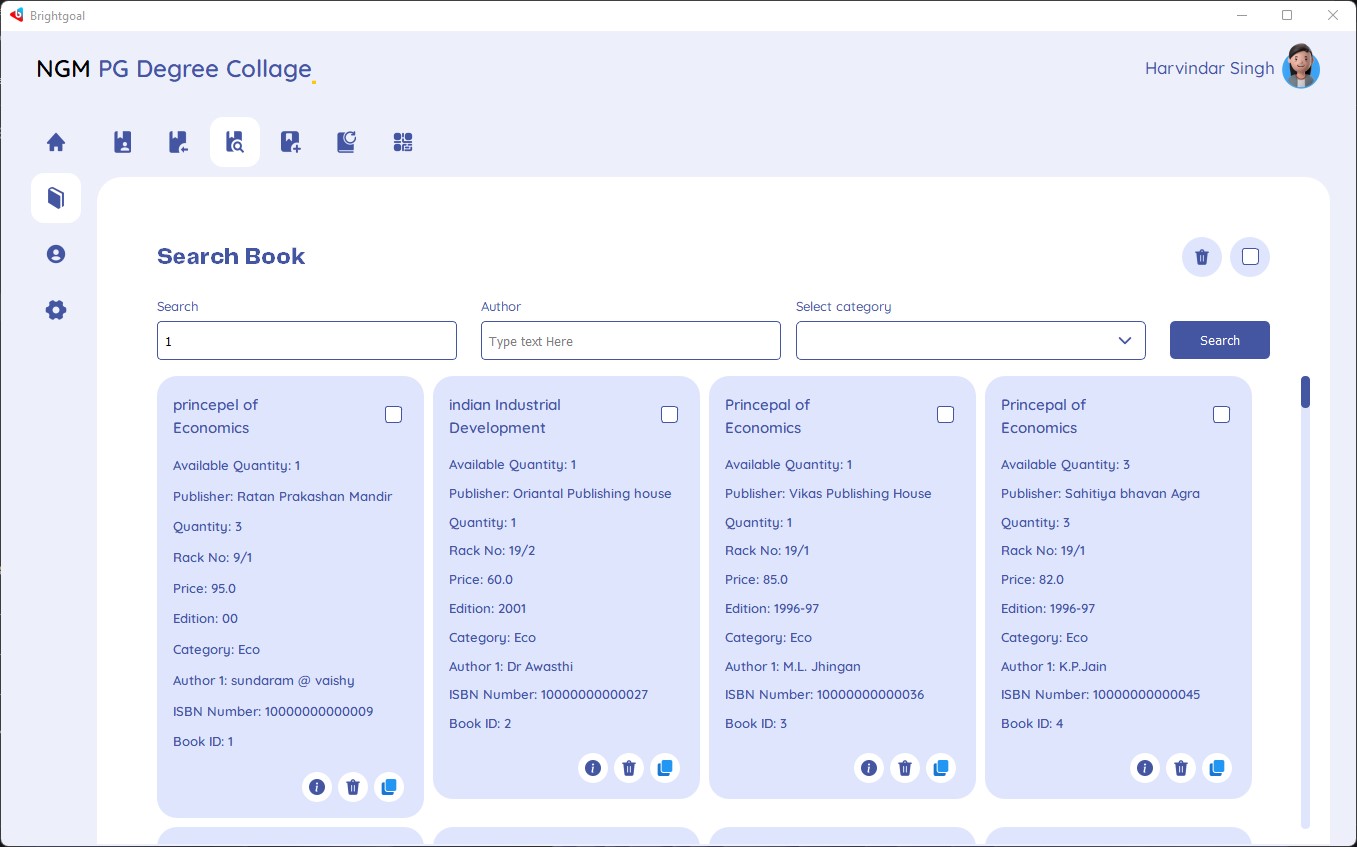 Brightgoal
NGM PG Degree Collage.
Harvindar Singh
Search Book
Search
Author
Select category
1
Type text Here
Search
princepel of
Economics
Available Quantity: 1
Publisher: Ratan Prakashan Mandir
Quantity: 3
Rack No: 9/1
Price: 95.0
Edition: 00
Category: Eco
Author 1: sundaram @ vaishy
ISBN Number: 10000000000009
Book ID: 1
indian Industrial
Development
Available Quantity: 1
Publisher: Oriantal Publishing house
Quantity: 1
Rack No: 19/2
Price: 60.0
Edition: 2001
Category: Eco
Author 1: Dr Awasthi
ISBN Number: 10000000000027
Book ID: 2
Princepal of
Economics
Available Quantity: 1
Publisher: Vikas Publishing House
Quantity: 1
Rack No: 19/1
Price: 85.0
Edition: 1996-97
Category: Eco
Author 1: M.L. Jhingan
ISBN Number: 10000000000036
Book ID: 3
Princepal of
Economics
Available Quantity: 3
Publisher: Sahitiya bhavan Agra
Quantity: 3
Rack No: 19/1
Price: 82.0
Edition: 1996-97
Category: Eco
Author 1: K.P.Jain
ISBN Number: 10000000000045
Book ID: 4